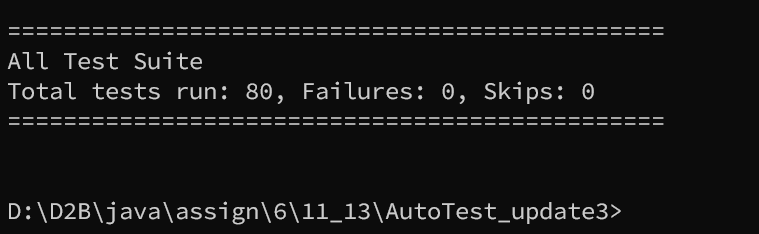 ===============================================
All Test Suite
Total tests run: 80, Failures: 0, Skips: 0
===============================================
D:\D2B\java\assign\6\11_13\AutoTest_update3>